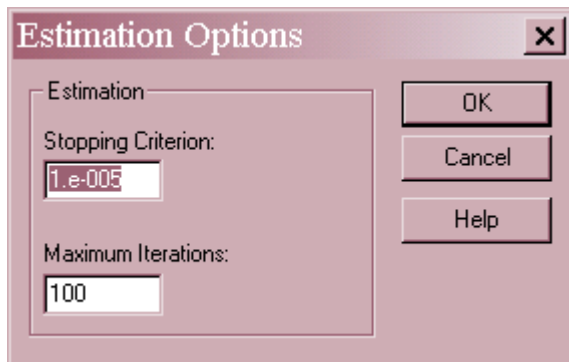 Estimation Options
Estimation
Stopping Criterion:
1.e-005
Maximum Iterations:
100
OK
Cancel
Help